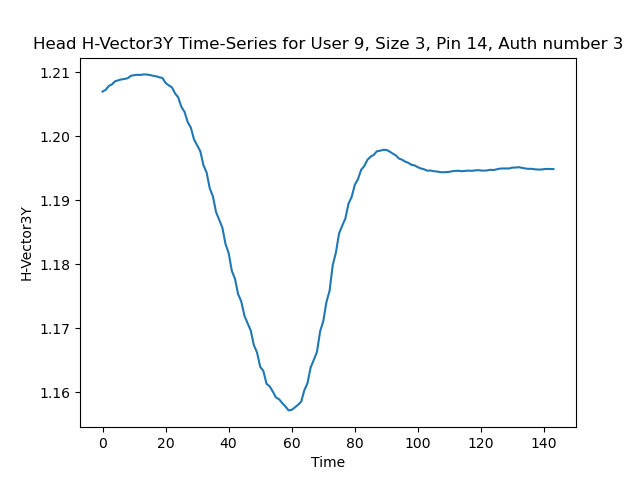 Head H-Vector3Y Time-Series for User 9, Size 3, Pin 14, Auth number 3
1.21
1.20
1.19
1.18
1.17
1.16
H-Vector3Y
0 20 40 60 80 100 120 140
Time